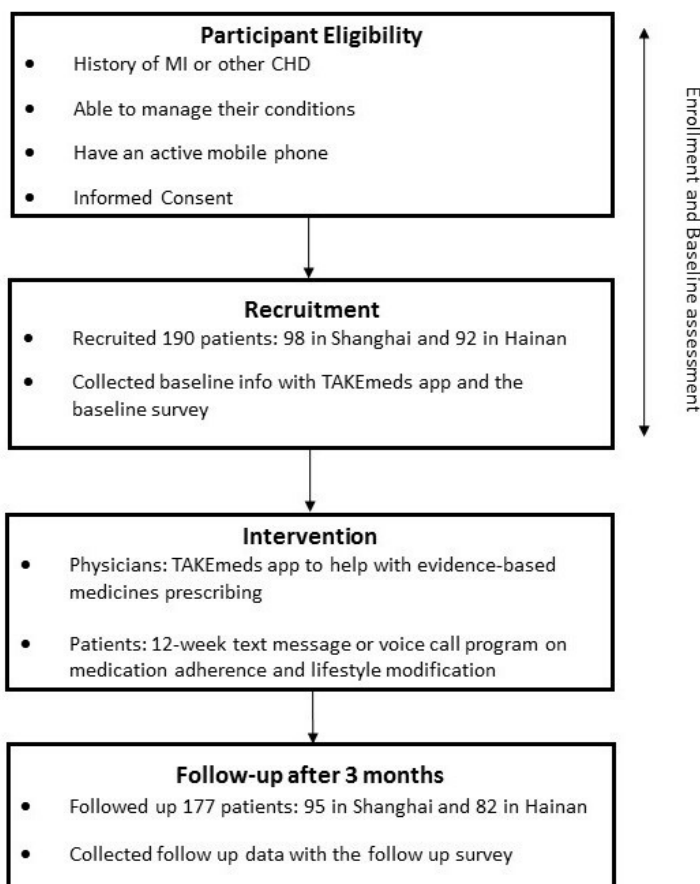 Participant Eligibility
• History of MI or other CHD
• Able to manage their conditions
• Have an active mobile phone
• Informed Consent
Enrollment and Baseline assessment
Recruitment
• Recruited 190 patients: 98 in Shanghai and 92 in Hainan
• Collected baseline info with TAKEmeds app and the
baseline survey
Intervention
• Physicians: TAKEmeds app to help with evidence-based
medicines prescribing
• Patients: 12-week text message or voice call program on
medication adherence and lifestyle modification
Follow-up after 3 months
• Followed up 177 patients: 95 in Shanghai and 82 in Hainan
• Collected follow up data with the follow up survey